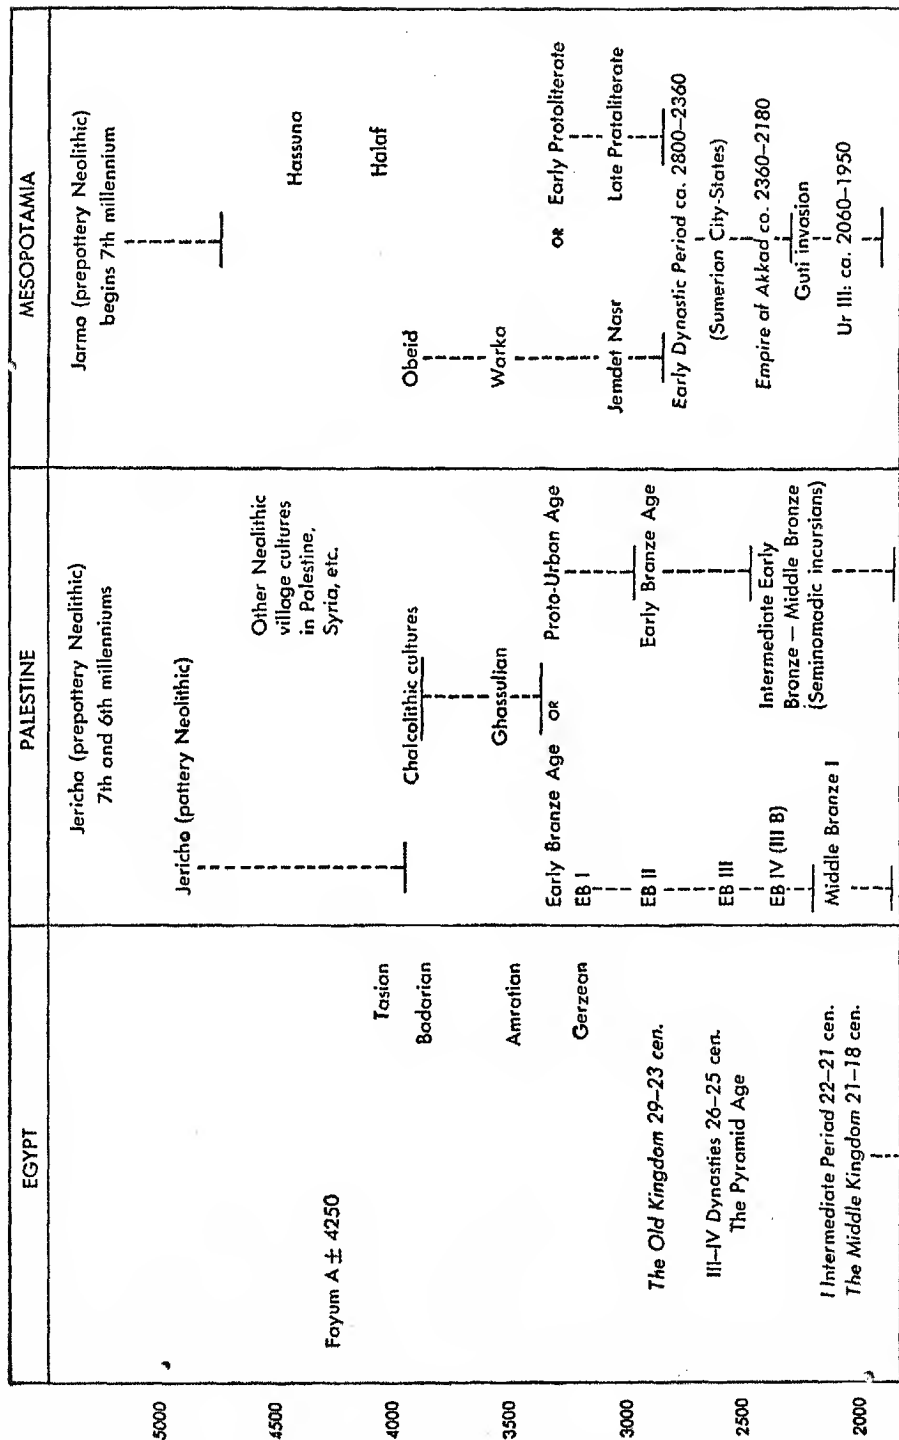 EGYPT
PALESTINE
MESOPOTAMIA
5000
4500
4000
3500
3000
2500
2000
Fayum A ± 4250
Tasian
Badarian
Amratian
Gerzean
The Old Kingdom 29–23 cen.
III–IV Dynasties 26–25 cen.
The Pyramid Age
I Intermediate Period 22–21 cen.
The Middle Kingdom 21–18 cen.
Jericho (prepottery Neolithic)
7th and 6th millenniums
Jericho (pottery Neolithic)
Other Neolithic
village cultures
in Palestine,
Syria, etc.
Chalcolithic cultures
Ghassulian
Early Bronze Age OR Proto-Urban Age
EB I
EB II
EB III
EB IV (III B)
Middle Bronze I
Early Bronze Age
Intermediate Early
Bronze — Middle Bronze
(Seminomadic incursians)
Jarmo (prepottery Neolithic)
begins 7th millennium
Hassuna
Halaf
Obeid
Warka
Jemdet Nasr
OR Early Protoliterate
Late Prataliterate
Early Dynastic Period ca. 2800–2360
(Sumerian City-States)
Empire of Akkad co. 2360–2180
Guti invasion
Ur III: ca. 2060–1950